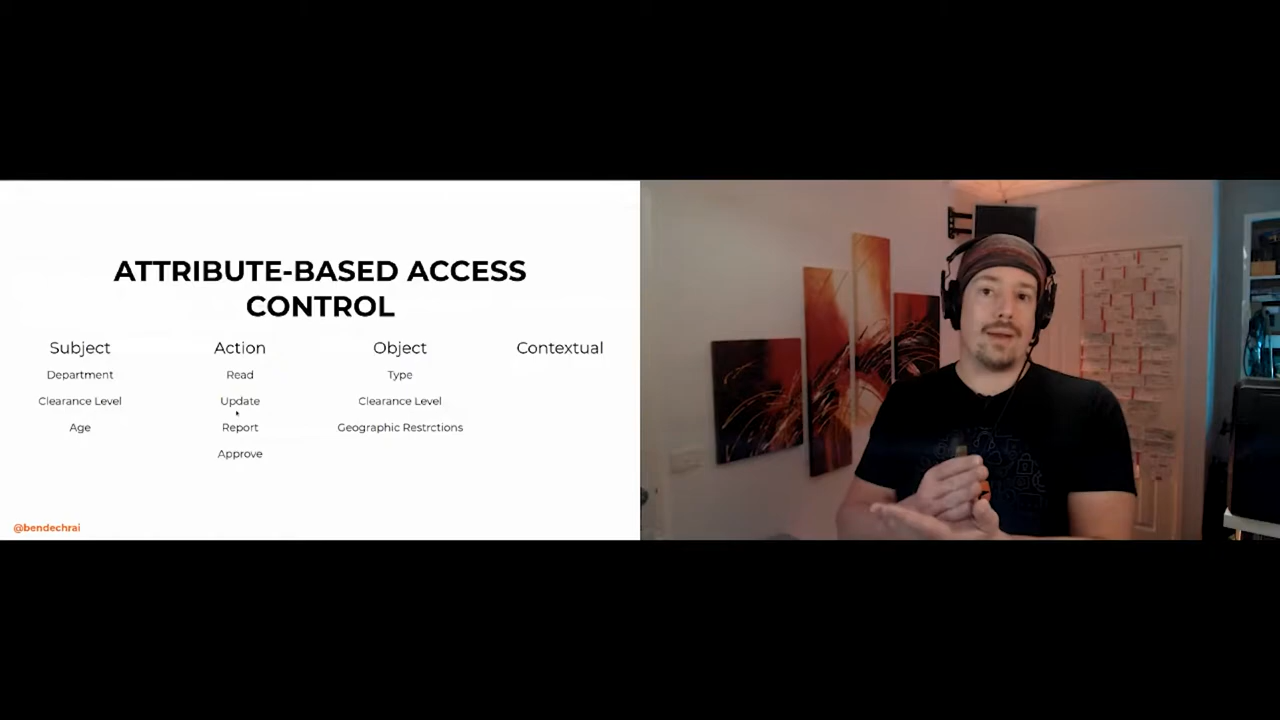 ATTRIBUTE-BASED ACCESS
CONTROL
Subject
Department
Clearance Level
Age
Action
Read
Update
Report
Approve
Object
Type
Clearance Level
Geographic Restrctions
Contextual
@bendechrai